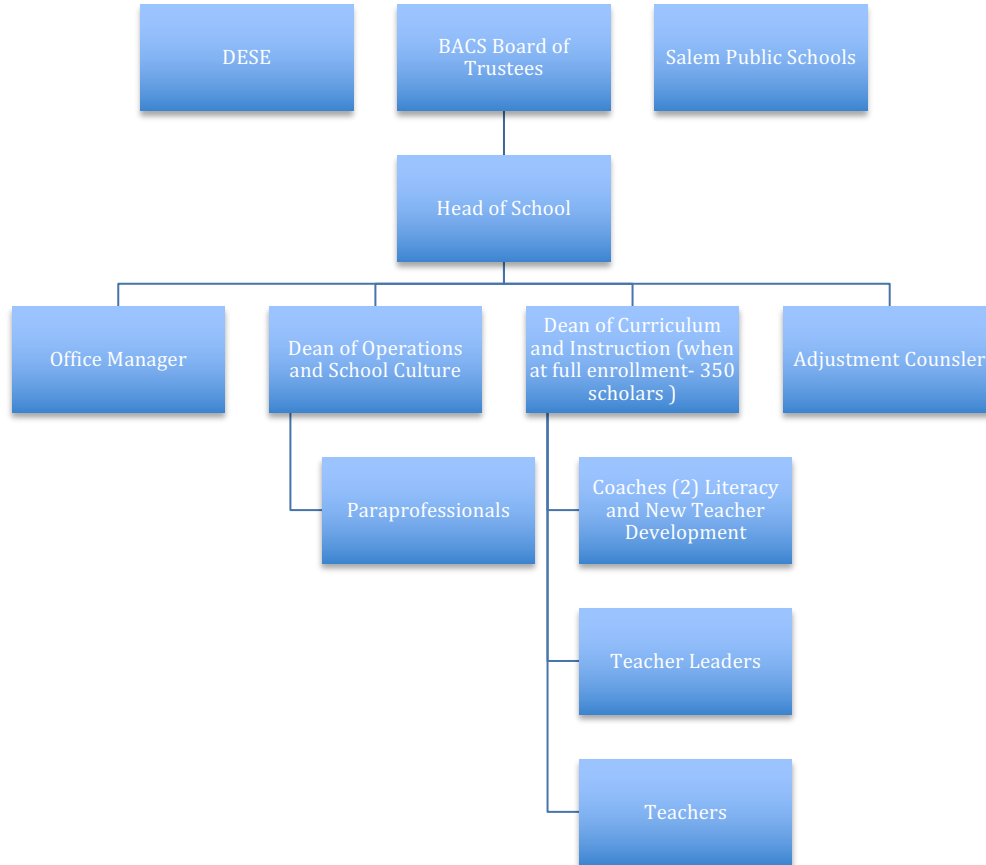 DESE
BACS Board of
Trustees
Salem Public Schools
Head of School
Office Manager
Dean of Operations
and School Culture
Dean of Curriculum
and Instruction (when
at full enrollment- 350
scholars )
Adjustment Counsler
Paraprofessionals
Coaches (2) Literacy
and New Teacher
Development
Teacher Leaders
Teachers